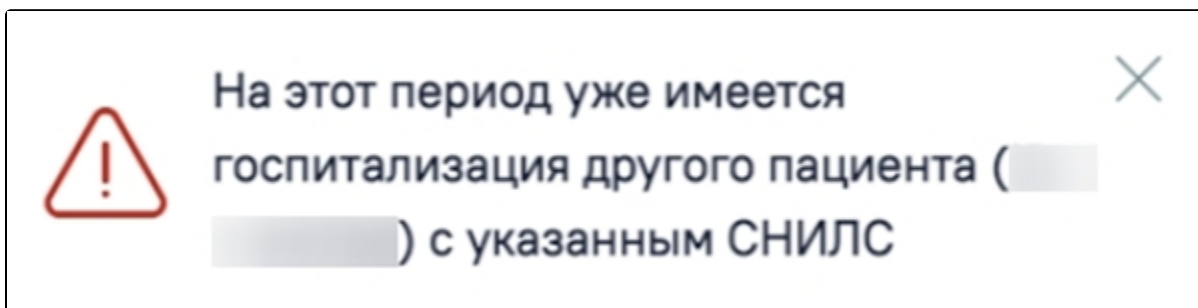 На этот период уже имеется
госпитализация другого пациента (
) с указанным СНИЛС